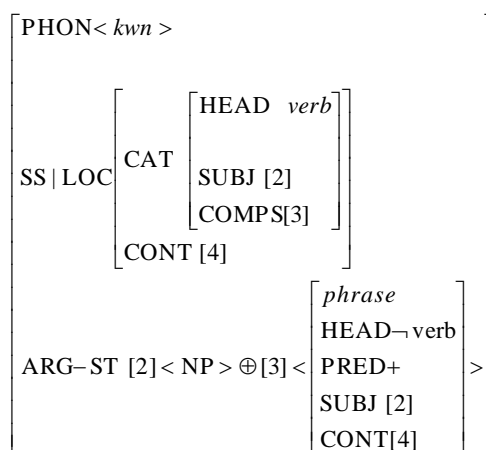 PHON< kwn >
HEAD verb
CAT
SUBJ [2]
SS | LOC
COMPS[3]
CONT [4]
phrase
HEAD¬ verb
ARG–ST [2]< NP > ⊕[3]< PRED+ >
SUBJ [2]
CONT[4]